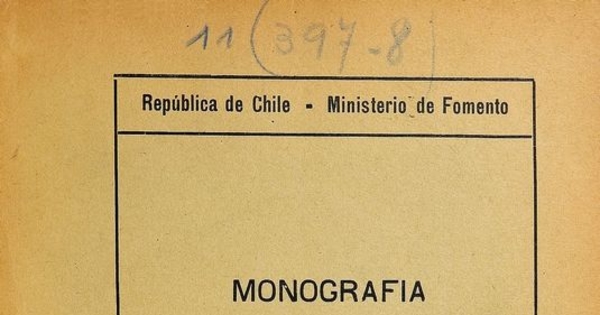 11(397-8)
República de Chile - Ministerio de Fomento
MONOGRAFIA